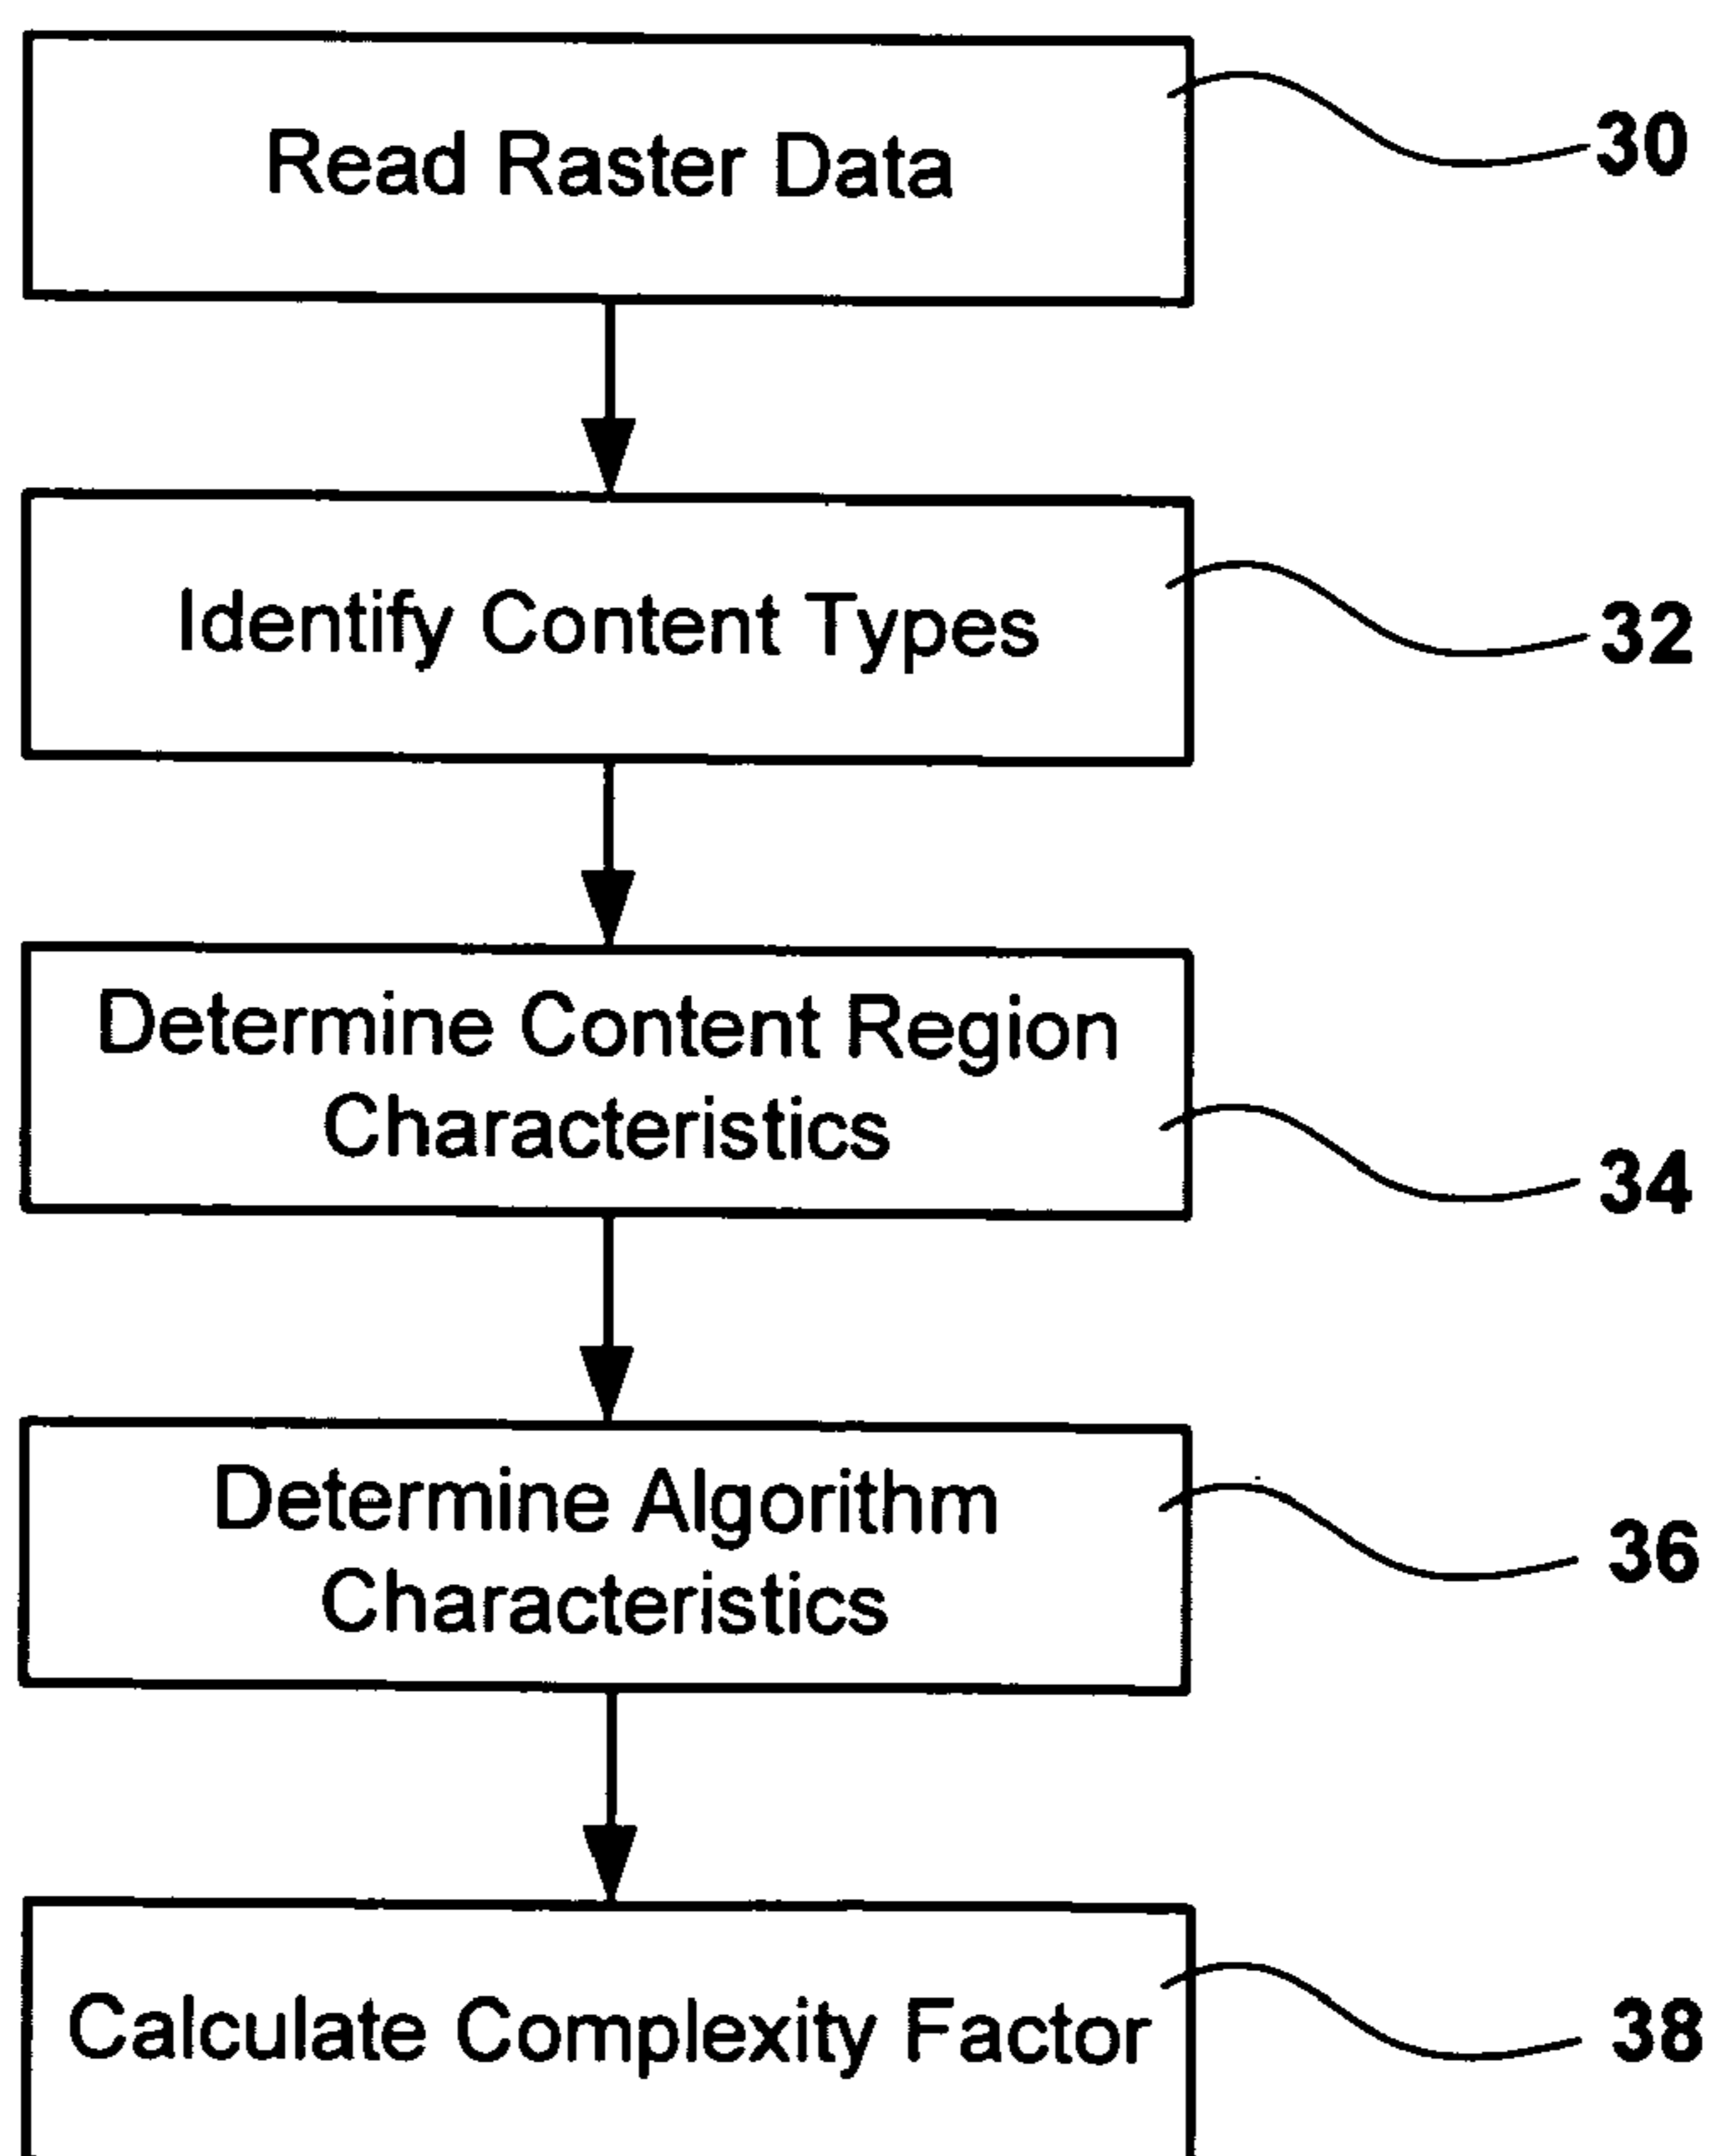 Read Raster Data
30
Identify Content Types
32
Determine Content Region
Characteristics
34
Determine Algorithm
Characteristics
36
Calculate Complexity Factor
38